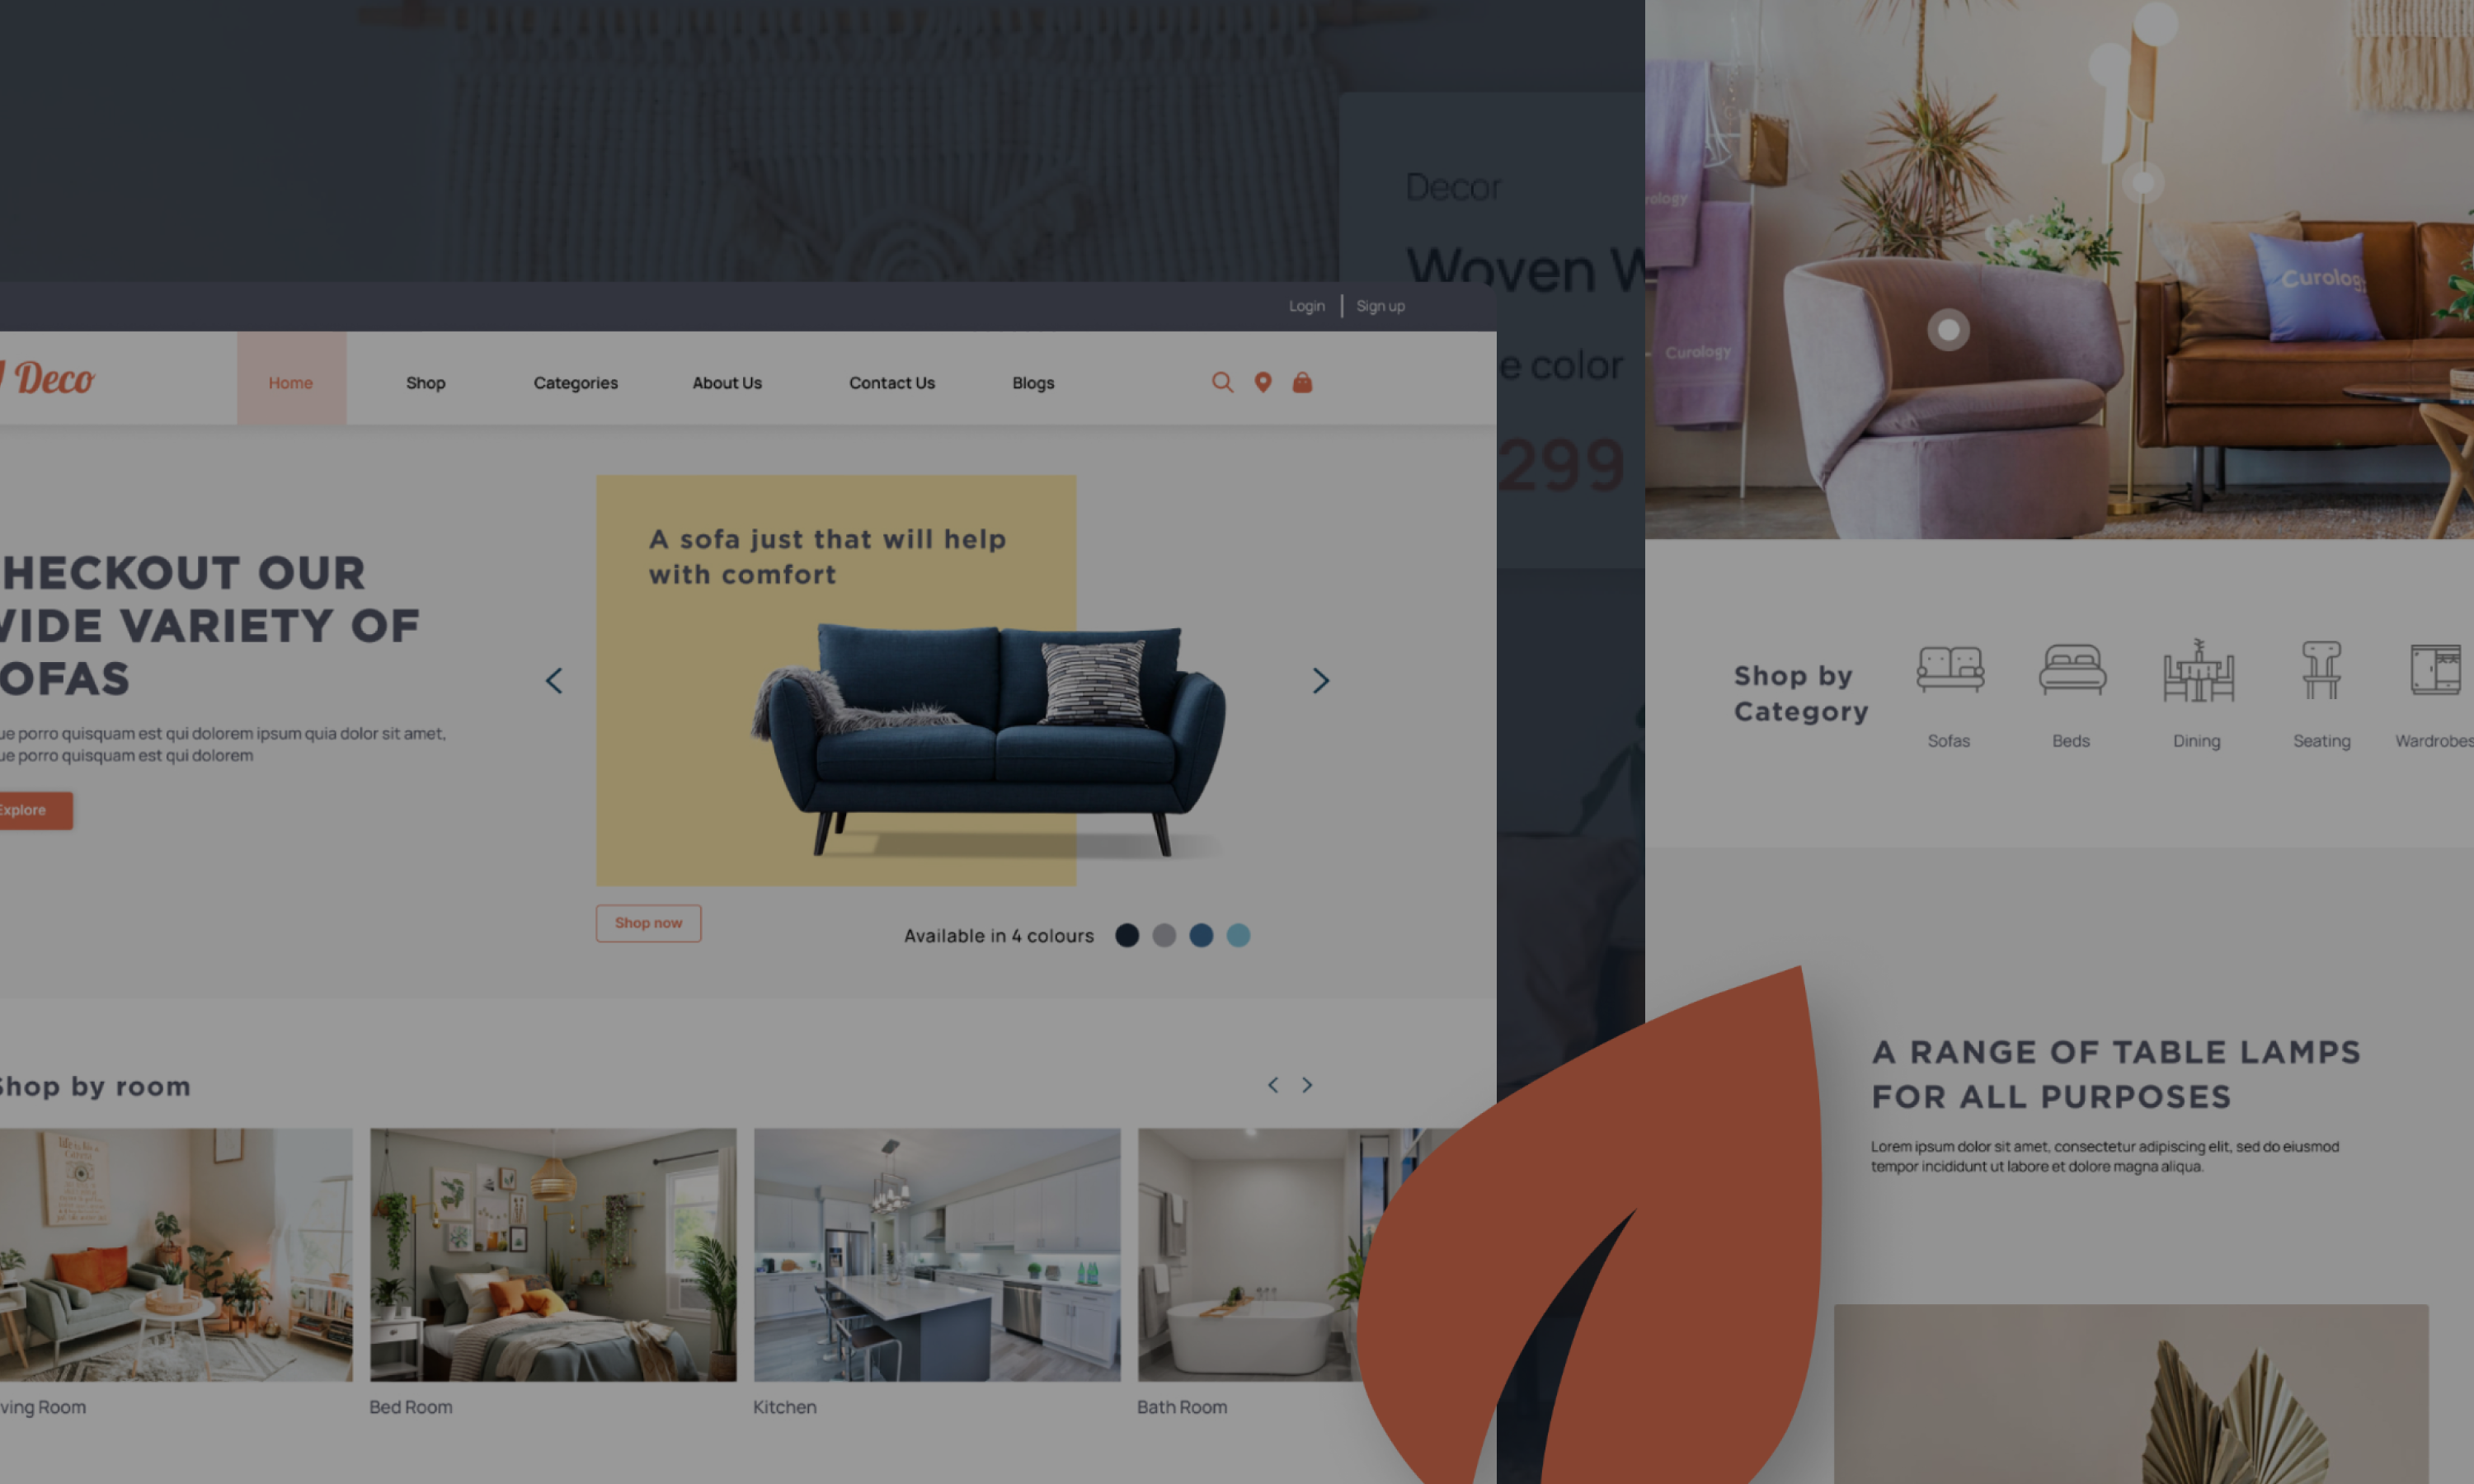 Decor
Woven W
e color
299
Login
Sign up
Deco
Home
Shop
Categories
About Us
Contact Us
Blogs
HECKOUT OUR
VIDE VARIETY OF
OFAS
ue porro quisquam est qui dolorem ipsum quia dolor sit amet,
ue porro quisquam est qui dolorem
Explore
A sofa just that will help
with comfort
Shop now
Available in 4 colours
Shop by room
ving Room
Bed Room
Kitchen
Bath Room
rology
Curology
Curology
Shop by
Category
Sofas
Beds
Dining
Seating
Wardrobes
A RANGE OF TABLE LAMPS
FOR ALL PURPOSES
Lorem ipsum dolor sit amet, consectetur adipiscing elit, sed do eiusmod
tempor incididunt ut labore et dolore magna aliqua.